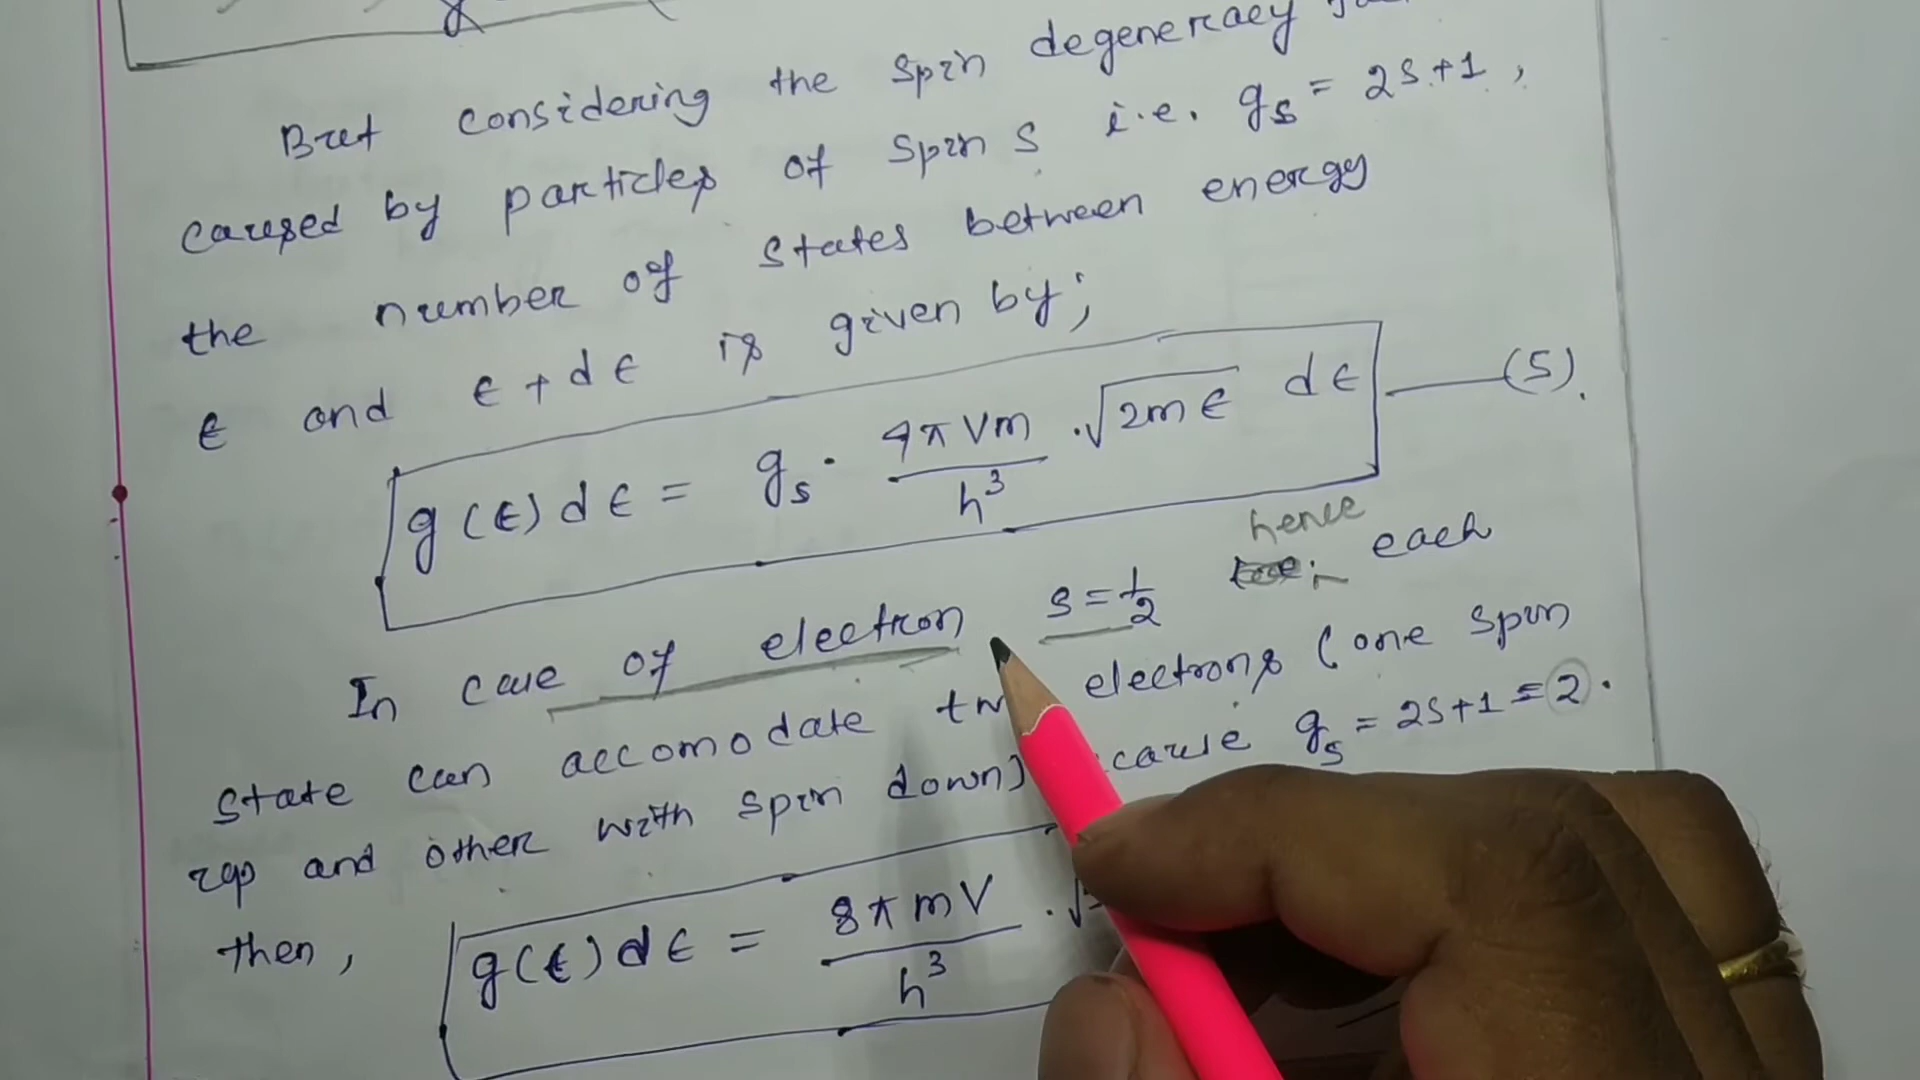 But considering the spin degeneracy
caused by particles of spin s i.e. gₛ = 2s+1 ,
the number of states between energy
ϵ and ϵ + dϵ is given by;
g(ϵ) dϵ = gₛ · 4πVm/h³ · √2mϵ dϵ —— (5).
hence
In case of electron s = 1/2 each
state can accomodate electrons (one spin
up and other with spin down) gₛ = 2s+1 = 2 .
then, g(ϵ) dϵ = 8πmV/h³ · √